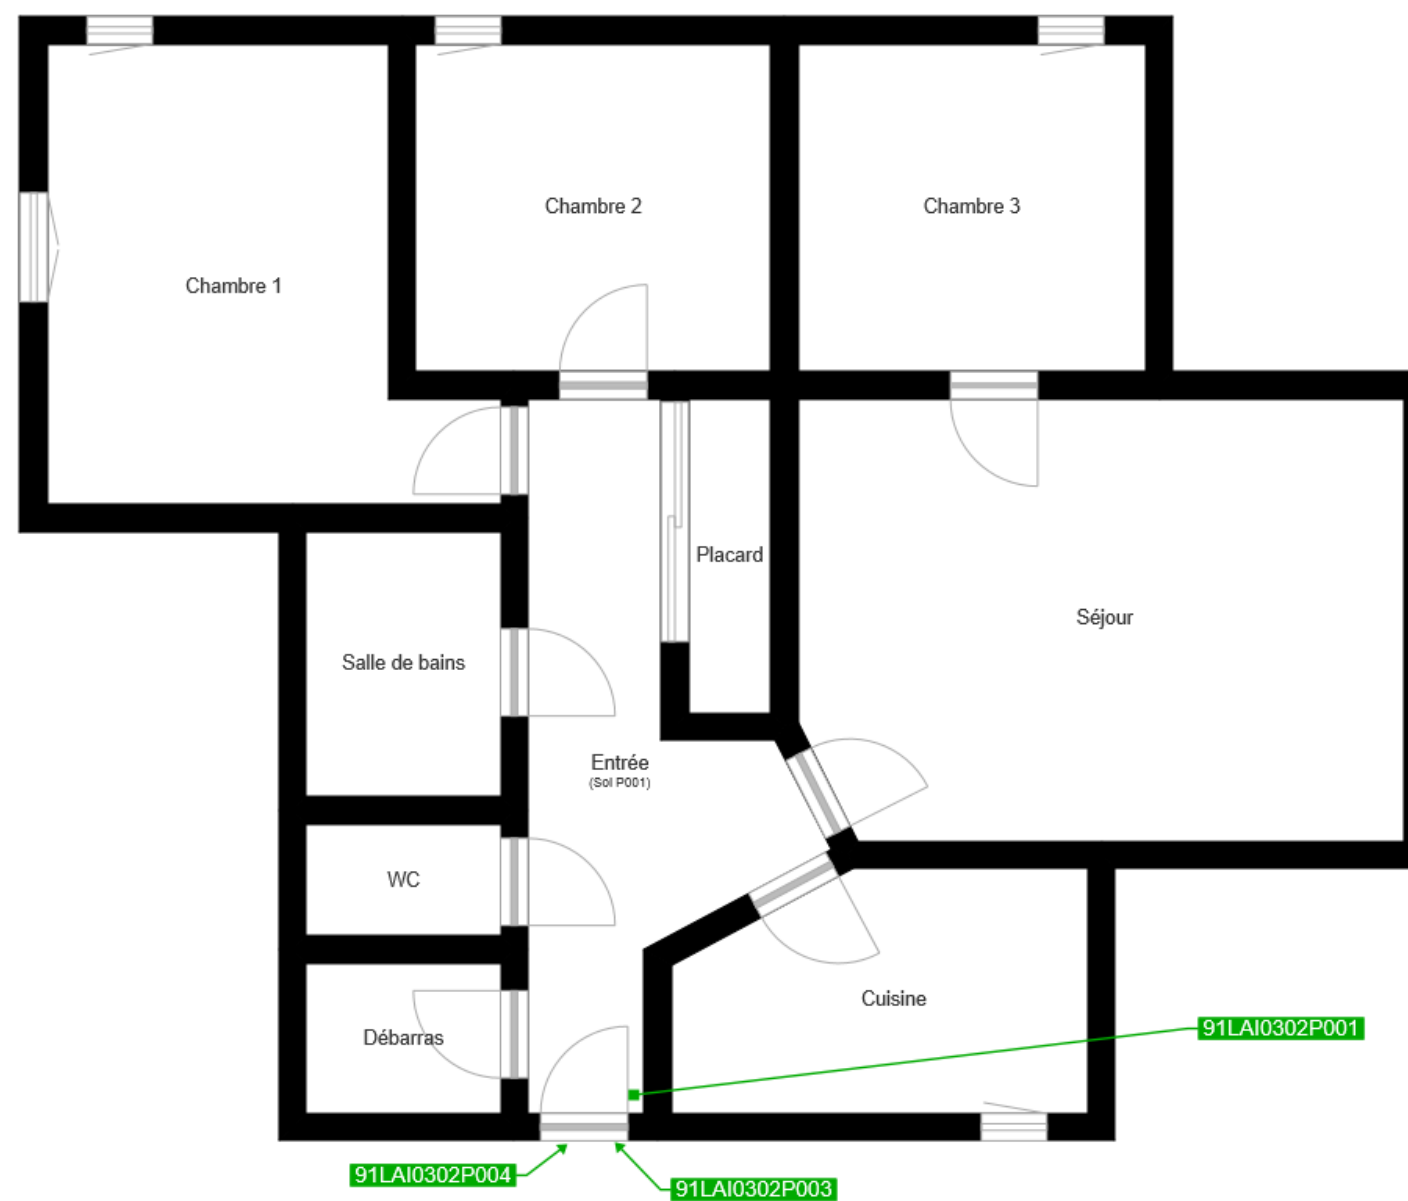 Chambre 2
Chambre 3
Chambre 1
Placard
Séjour
Salle de bains
Entrée
(Sol P001)
WC
Cuisine
91LAI0302P001
Débarras
91LAI0302P004
91LAI0302P003